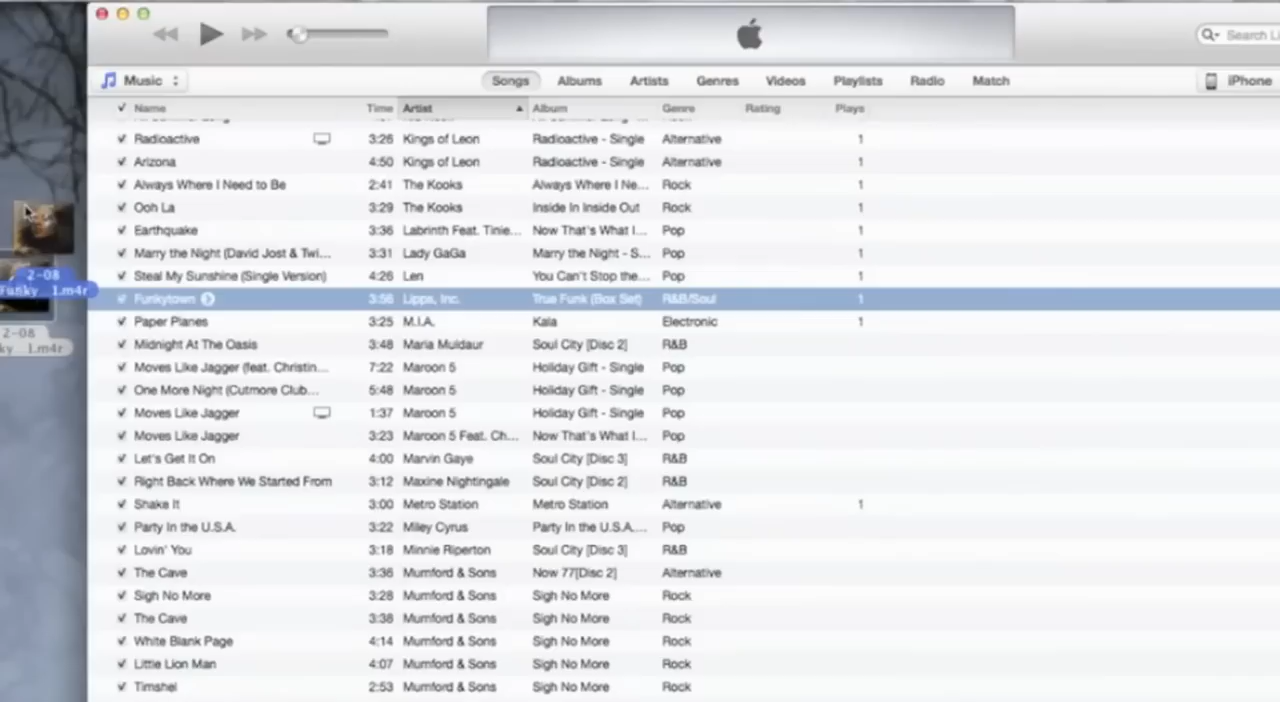 Search Li
Music
Songs Albums Artists Genres Videos Playlists Radio Match
iPhone
Name Time Artist Album Genre Rating Plays
Radioactive 3:26 Kings of Leon Radioactive - Single Alternative 1
Arizona 4:50 Kings of Leon Radioactive - Single Alternative 1
Always Where I Need to Be 2:41 The Kooks Always Where I Ne... Rock 1
Ooh La 3:29 The Kooks Inside In Inside Out Rock 1
Earthquake 3:36 Labrinth Feat. Tinie... Now That's What I... Pop 1
Marry the Night (David Jost & Twi... 3:31 Lady GaGa Marry the Night - S... Pop 1
Steal My Sunshine (Single Version) 4:26 Len You Can't Stop the... Pop 1
2-08
Funky 1.m4r
Funkytown 3:56 Lipps, Inc. True Funk (Box Set) R&B/Soul 1
Paper Planes 3:25 M.I.A. Kala Electronic 1
2-08
ky 1.m4r
Midnight At The Oasis 3:48 Maria Muldaur Soul City [Disc 2] R&B
Moves Like Jagger (feat. Christin... 7:22 Maroon 5 Holiday Gift - Single Pop
One More Night (Cutmore Club... 5:48 Maroon 5 Holiday Gift - Single Pop
Moves Like Jagger 1:37 Maroon 5 Holiday Gift - Single Pop
Moves Like Jagger 3:23 Maroon 5 Feat. Ch... Now That's What I... Pop
Let's Get It On 4:00 Marvin Gaye Soul City [Disc 3] R&B
Right Back Where We Started From 3:12 Maxine Nightingale Soul City [Disc 2] R&B
Shake It 3:00 Metro Station Metro Station Alternative 1
Party In the U.S.A. 3:22 Miley Cyrus Party In the U.S.A.... Pop
Lovin' You 3:18 Minnie Riperton Soul City [Disc 3] R&B
The Cave 3:36 Mumford & Sons Now 77[Disc 2] Alternative
Sigh No More 3:28 Mumford & Sons Sigh No More Rock
The Cave 3:38 Mumford & Sons Sigh No More Rock
White Blank Page 4:14 Mumford & Sons Sigh No More Rock
Little Lion Man 4:07 Mumford & Sons Sigh No More Rock
Timshel 2:53 Mumford & Sons Sigh No More Rock